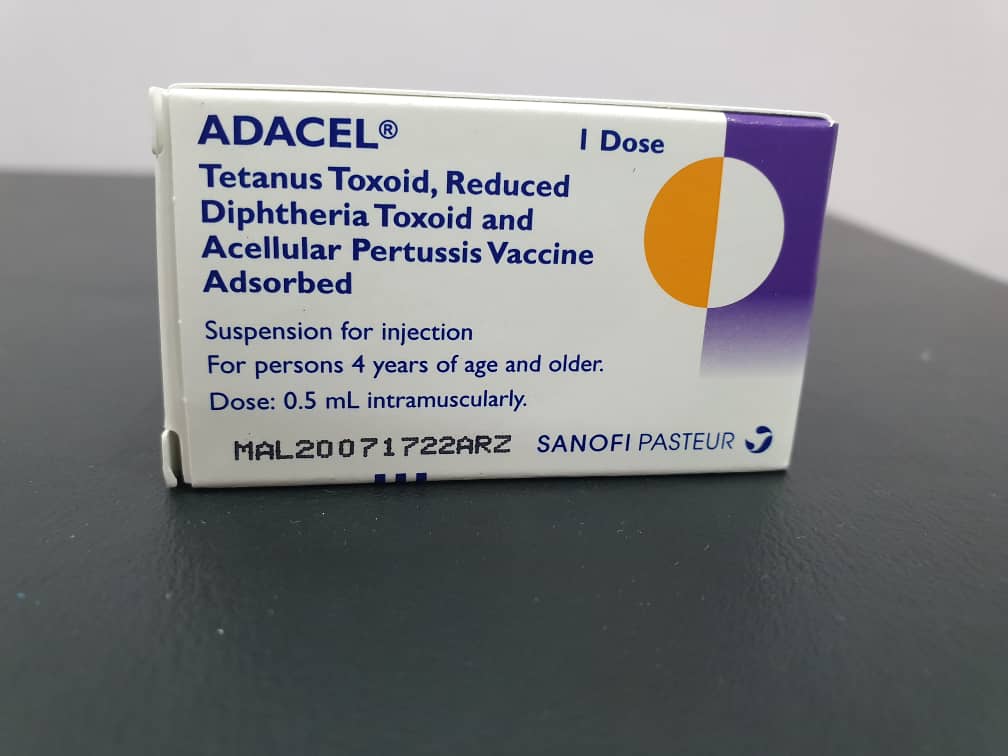 ADACEL® 1 Dose
Tetanus Toxoid, Reduced
Diphtheria Toxoid and
Acellular Pertussis Vaccine
Adsorbed
Suspension for injection
For persons 4 years of age and older.
Dose: 0.5 mL intramuscularly.
MAL20071722ARZ SANOFI PASTEUR